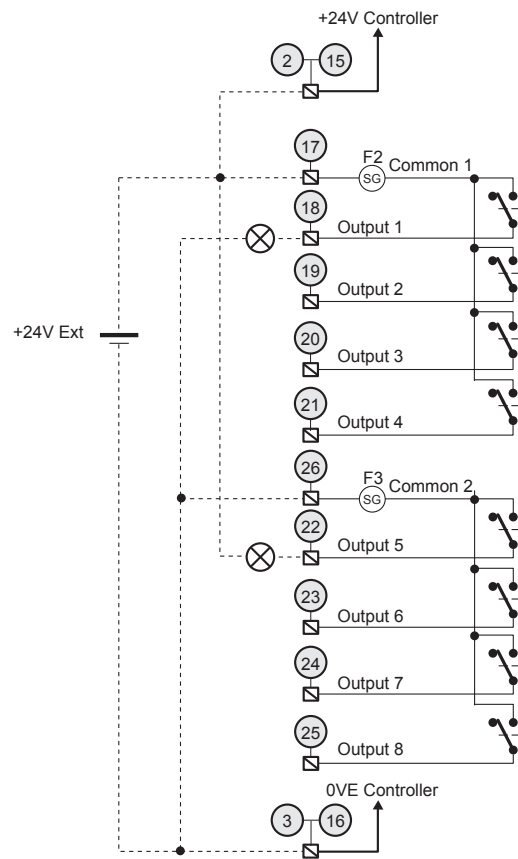 +24V Controller
2 15
17
F2
SG
Common 1
18
Output 1
19
Output 2
20
Output 3
+24V Ext
21
Output 4
26
F3
SG
Common 2
22
Output 5
23
Output 6
24
Output 7
25
Output 8
0VE Controller
3 16